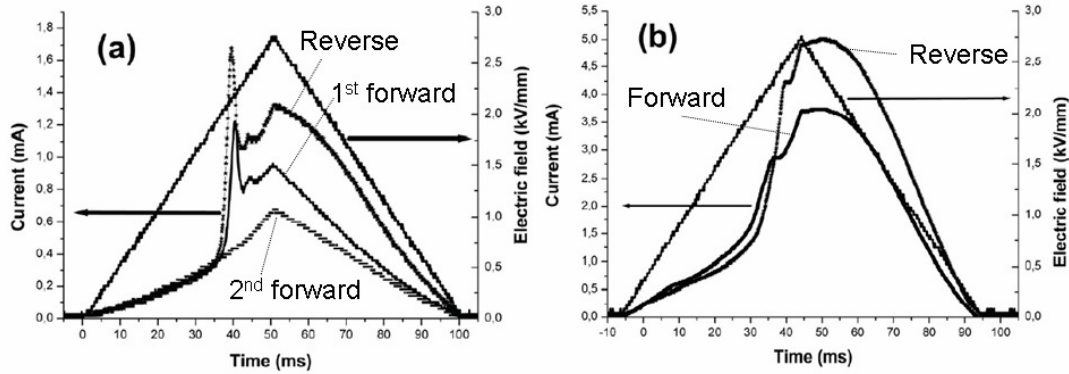 (a)
Reverse
1st forward
2nd forward
Current (mA)
1,8
1,6
1,4
1,2
1,0
0,8
0,6
0,4
0,2
0,0
0 10 20 30 40 50 60 70 80 90 100
Time (ms)
3,0
2,5
2,0
1,5
1,0
0,5
0,0
Electric field (kV/mm)
(b)
Reverse
Forward
Current (mA)
5,5
5,0
4,5
4,0
3,5
3,0
2,5
2,0
1,5
1,0
0,5
0,0
-10 0 10 20 30 40 50 60 70 80 90 100
Time (ms)
3,0
2,5
2,0
1,5
1,0
0,5
0,0
Electric field (kV/mm)